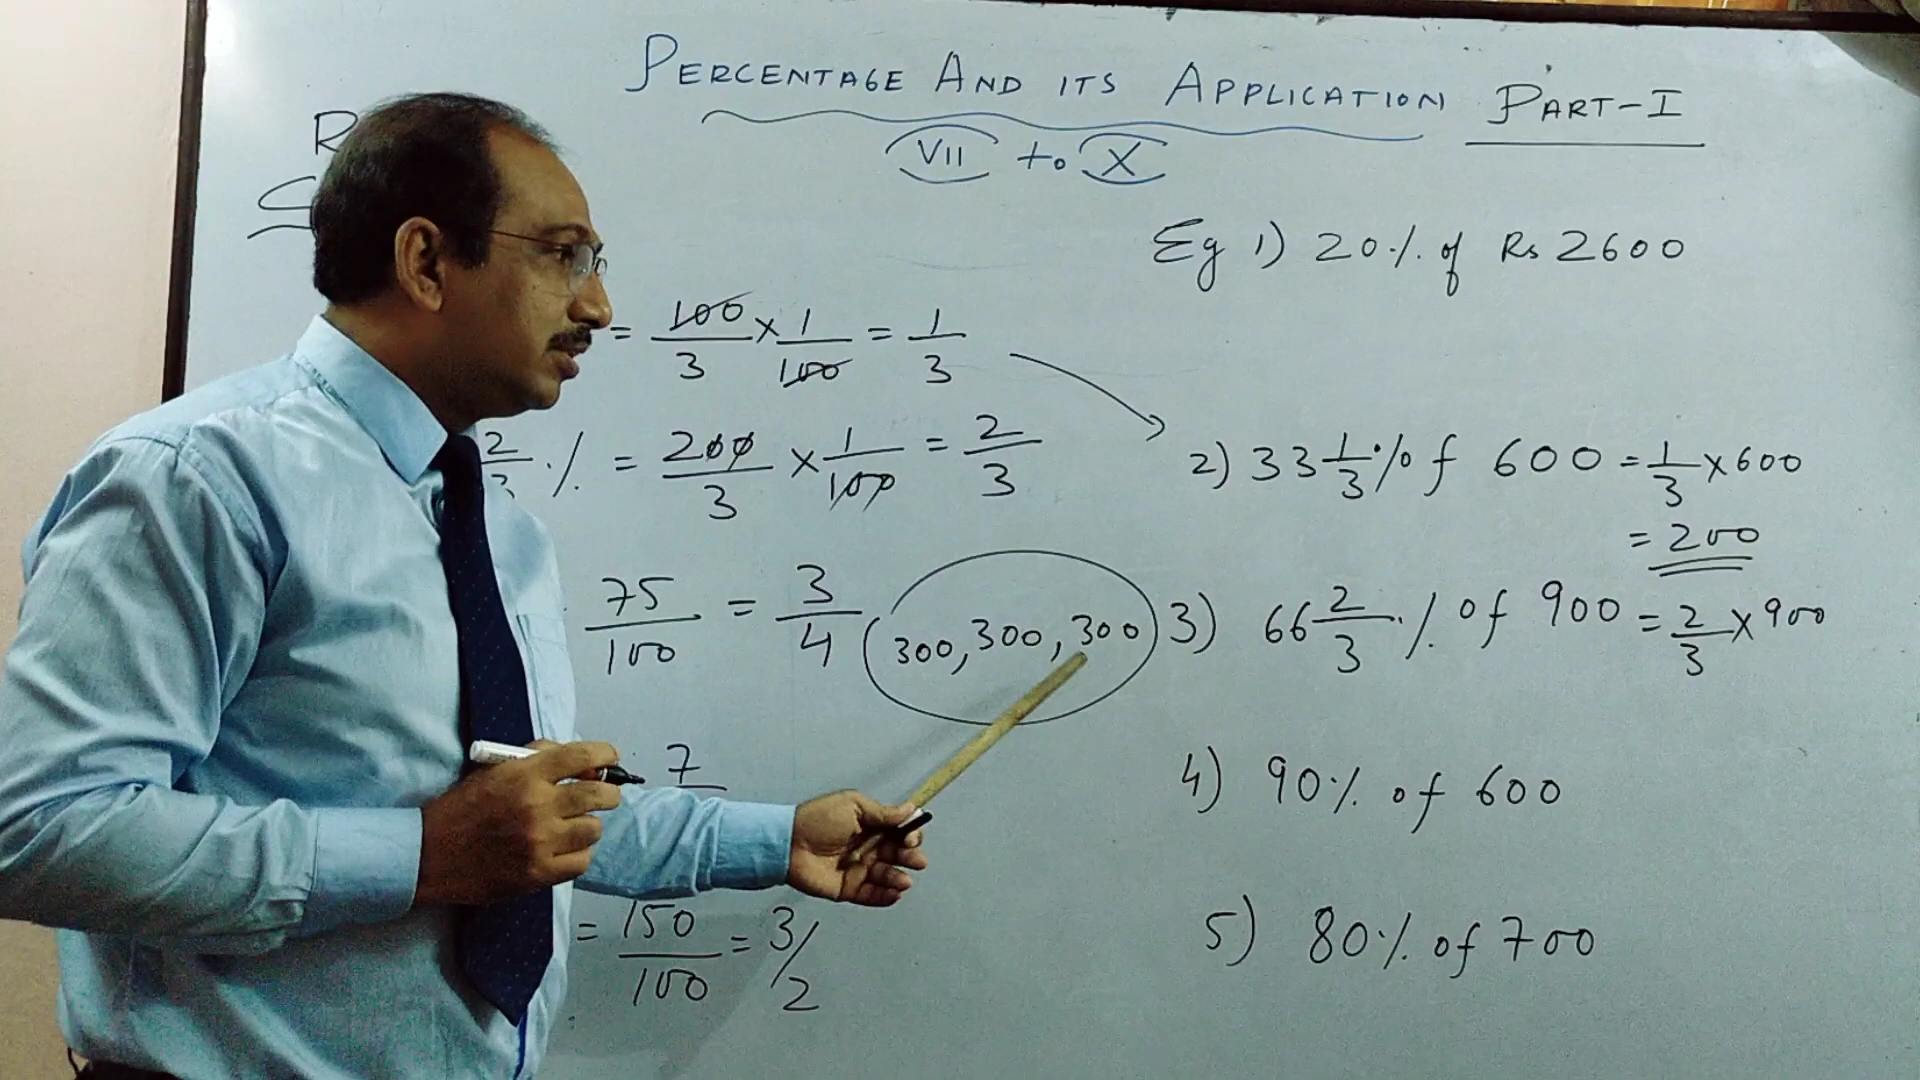 PERCENTAGE AND ITS APPLICATION PART-I
VII to X
Eg 1) 20% of Rs 2600
= 100/3 × 1/100 = 1/3
2/3 % = 200/3 × 1/100 = 2/3
2) 33 1/3 % of 600 = 1/3 × 600
= 200
75/100 = 3/4
(300, 300, 300)
3) 66 2/3 % of 900 = 2/3 × 900
7
4) 90% of 600
= 150/100 = 3/2
5) 80% of 700